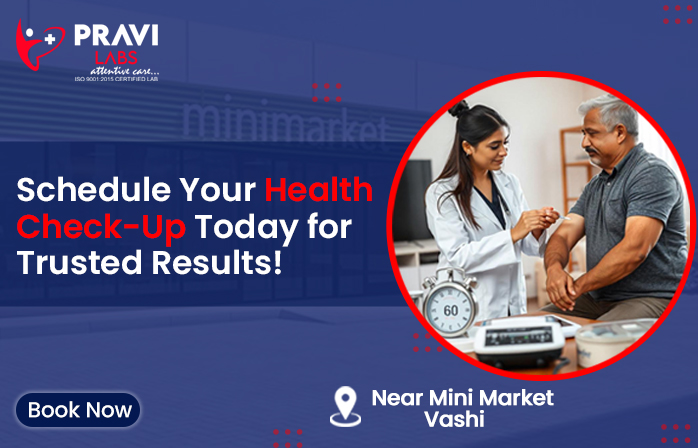 PRAVI
LABS
attentive care...
ISO 9001:2015 CERTIFIED LAB
minimarket
Schedule Your Health
Check-Up Today for
Trusted Results!
60
Book Now
Near Mini Market
Vashi